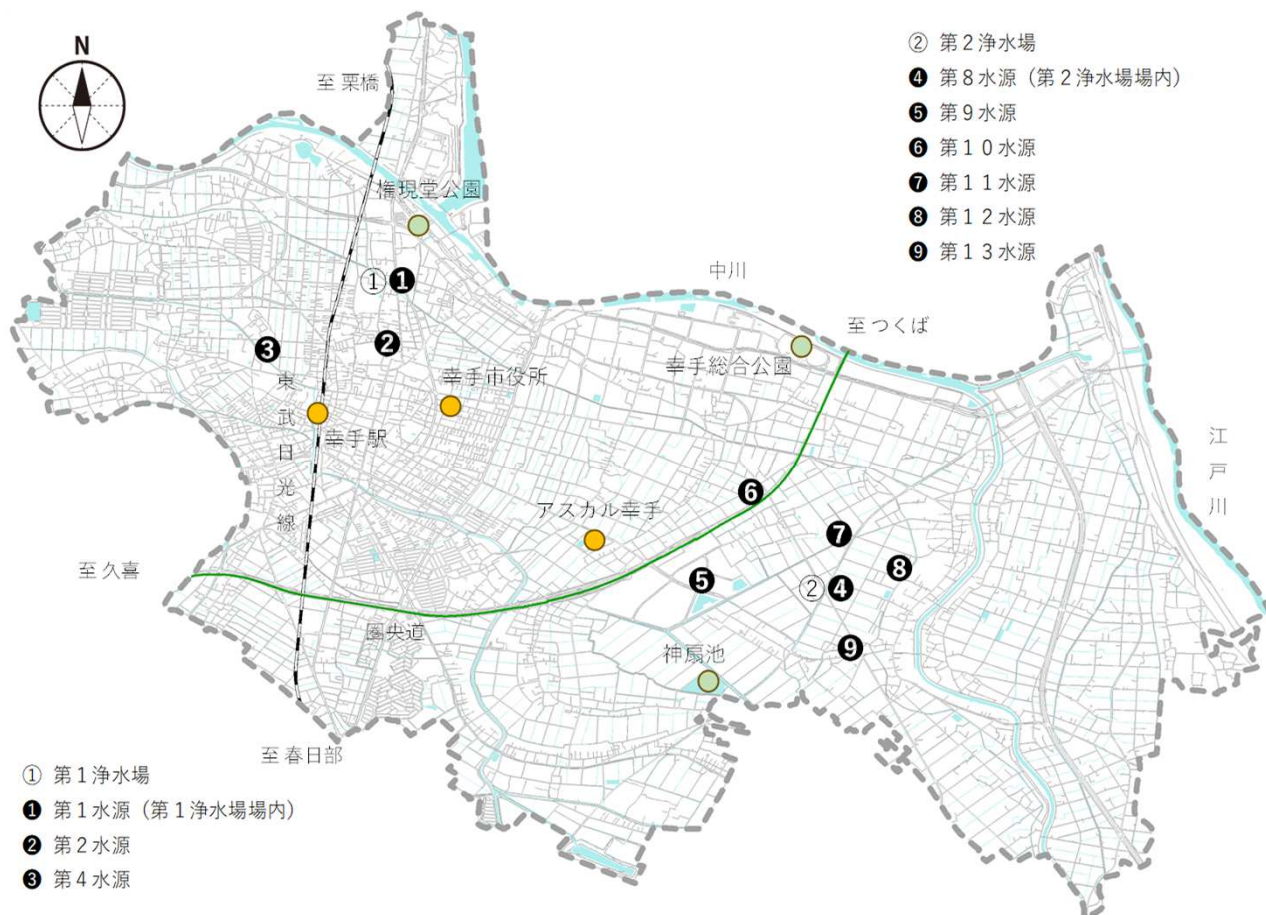 N
至 栗橋
② 第２浄水場
❹ 第８水源（第２浄水場場内）
❺ 第９水源
❻ 第１０水源
❼ 第１１水源
❽ 第１２水源
❾ 第１３水源
権現堂公園
① ❶
中川
至 つくば
❷
❸
幸手総合公園
幸手市役所
東武日光線
幸手駅
江戸川
❻
アスカル幸手
❼
至 久喜
❺
② ❹
❽
圏央道
神扇池
❾
至 春日部
① 第１浄水場
❶ 第１水源（第１浄水場場内）
❷ 第２水源
❸ 第４水源